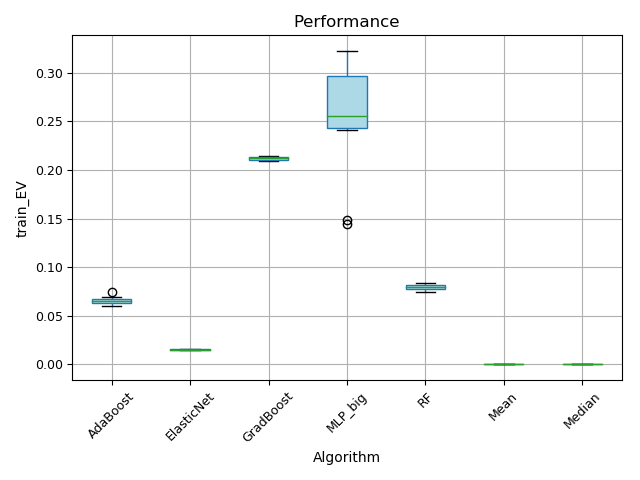 Performance
0.30
0.25
0.20
0.15
0.10
0.05
0.00
train_EV
AdaBoost
ElasticNet
GradBoost
MLP_big
RF
Mean
Median
Algorithm